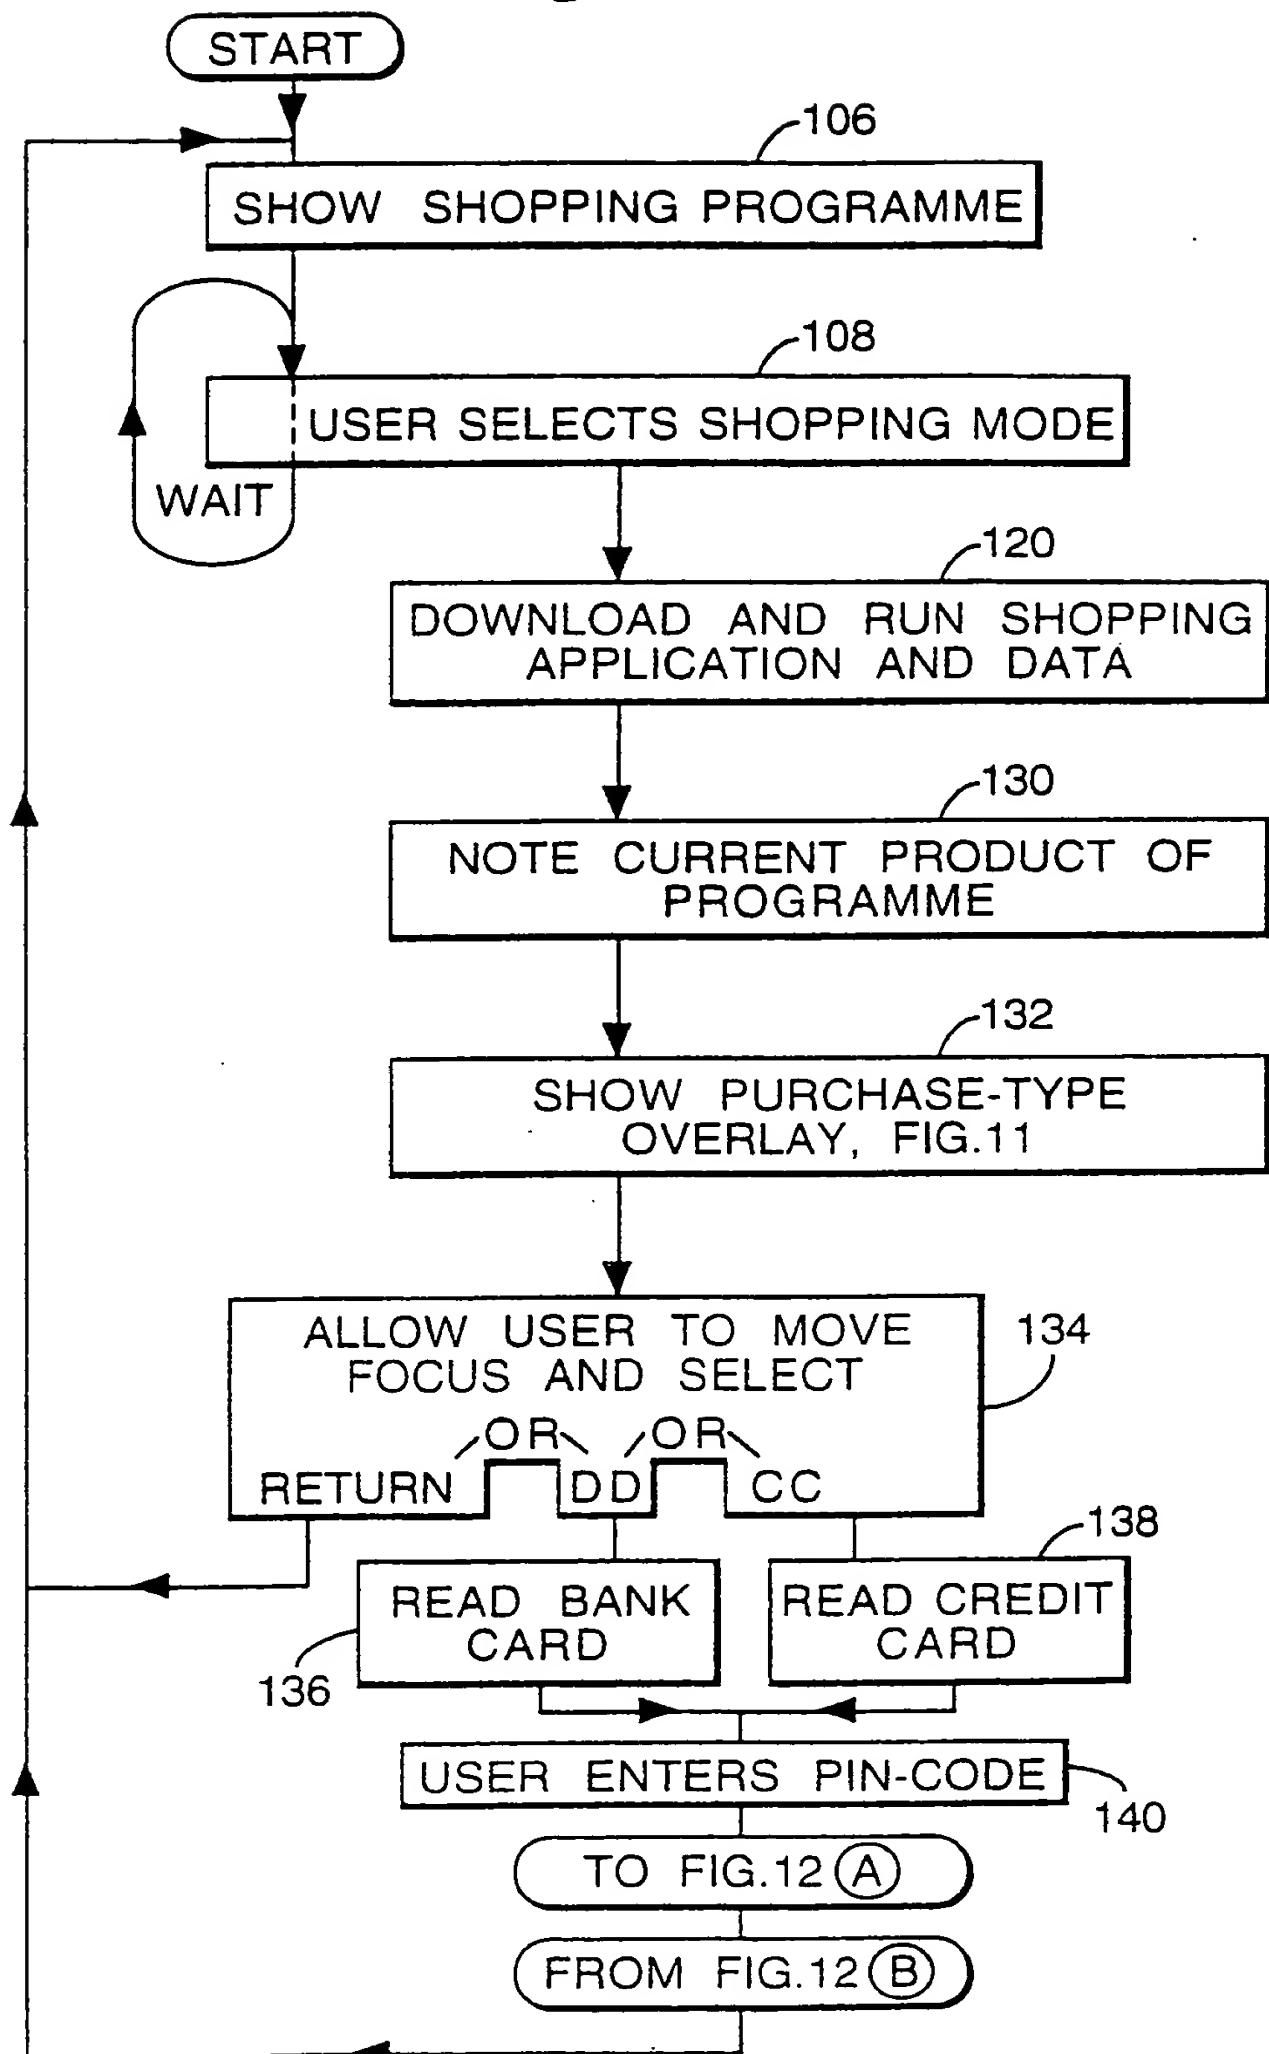 START
106
SHOW SHOPPING PROGRAMME
108
USER SELECTS SHOPPING MODE
WAIT
120
DOWNLOAD AND RUN SHOPPING
APPLICATION AND DATA
130
NOTE CURRENT PRODUCT OF
PROGRAMME
132
SHOW PURCHASE-TYPE
OVERLAY, FIG.11
ALLOW USER TO MOVE
FOCUS AND SELECT
134
OR OR
RETURN DD CC
138
READ BANK
CARD
READ CREDIT
CARD
136
USER ENTERS PIN-CODE
140
TO FIG.12 A
FROM FIG.12 B